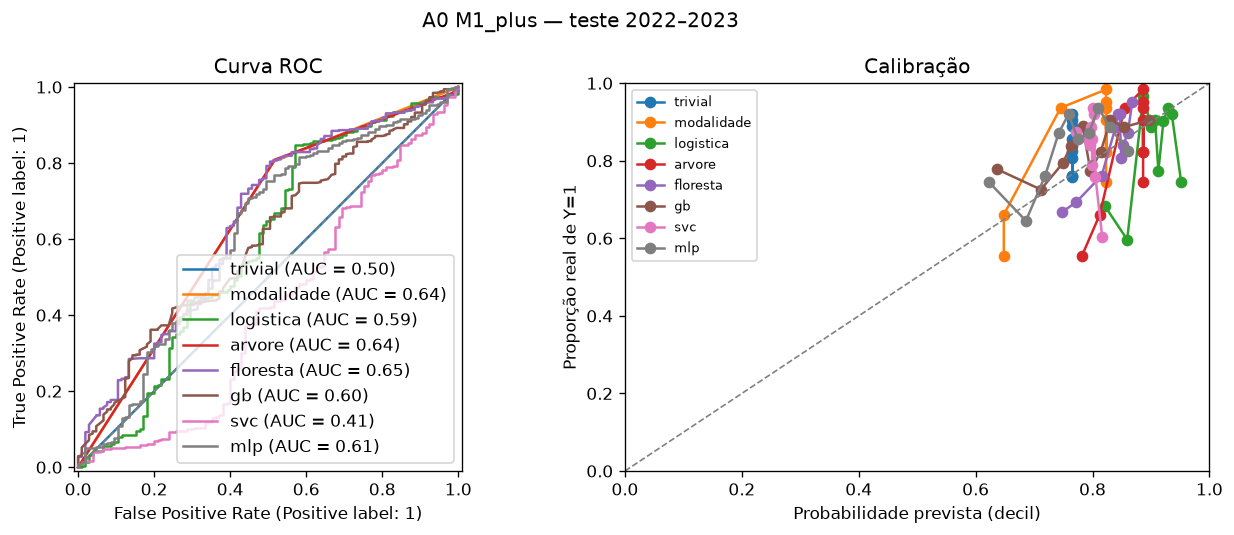 A0 M1_plus — teste 2022–2023
Curva ROC
True Positive Rate (Positive label: 1)
1.0
0.8
0.6
0.4
0.2
0.0
trivial (AUC = 0.50)
modalidade (AUC = 0.64)
logistica (AUC = 0.59)
arvore (AUC = 0.64)
floresta (AUC = 0.65)
gb (AUC = 0.60)
svc (AUC = 0.41)
mlp (AUC = 0.61)
0.0 0.2 0.4 0.6 0.8 1.0
False Positive Rate (Positive label: 1)
Calibração
Proporção real de Y=1
1.0
0.8
0.6
0.4
0.2
0.0
trivial
modalidade
logistica
arvore
floresta
gb
svc
mlp
0.0 0.2 0.4 0.6 0.8 1.0
Probabilidade prevista (decil)